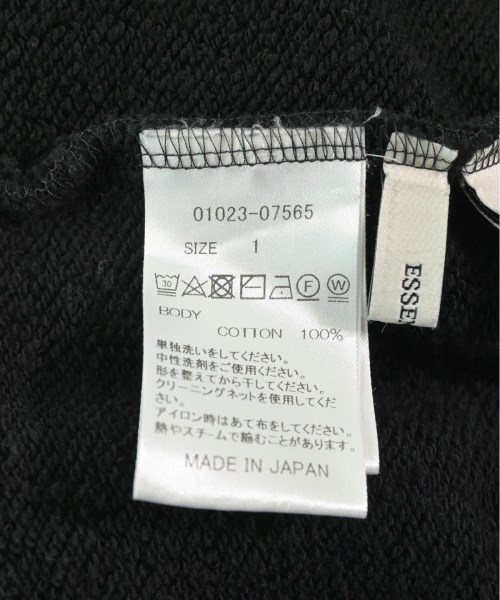 01023-07565
SIZE 1
30 F W
BODY
COTTON 100%
単独洗いをしてください。
中性洗剤をご使用ください。
形を整えてから干してください。
クリーニングネットを使用してくだ
さい。
アイロン時はあて布をしてください。
熱やスチームで縮むことがあります。
MADE IN JAPAN
ESSE